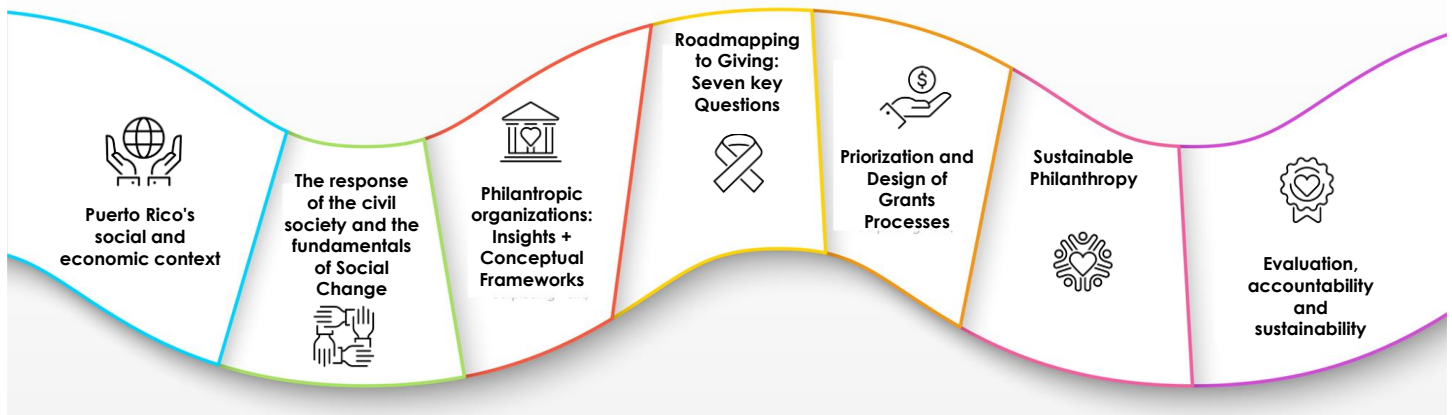 Puerto Rico's
social and
economic context
The response
of the civil
society and the
fundamentals
of Social
Change
Philantropic
organizations:
Insights +
Conceptual
Frameworks
Roadmapping
to Giving:
Seven key
Questions
$
Priorization and
Design of
Grants
Processes
Sustainable
Philanthropy
Evaluation,
accountability
and
sustainability